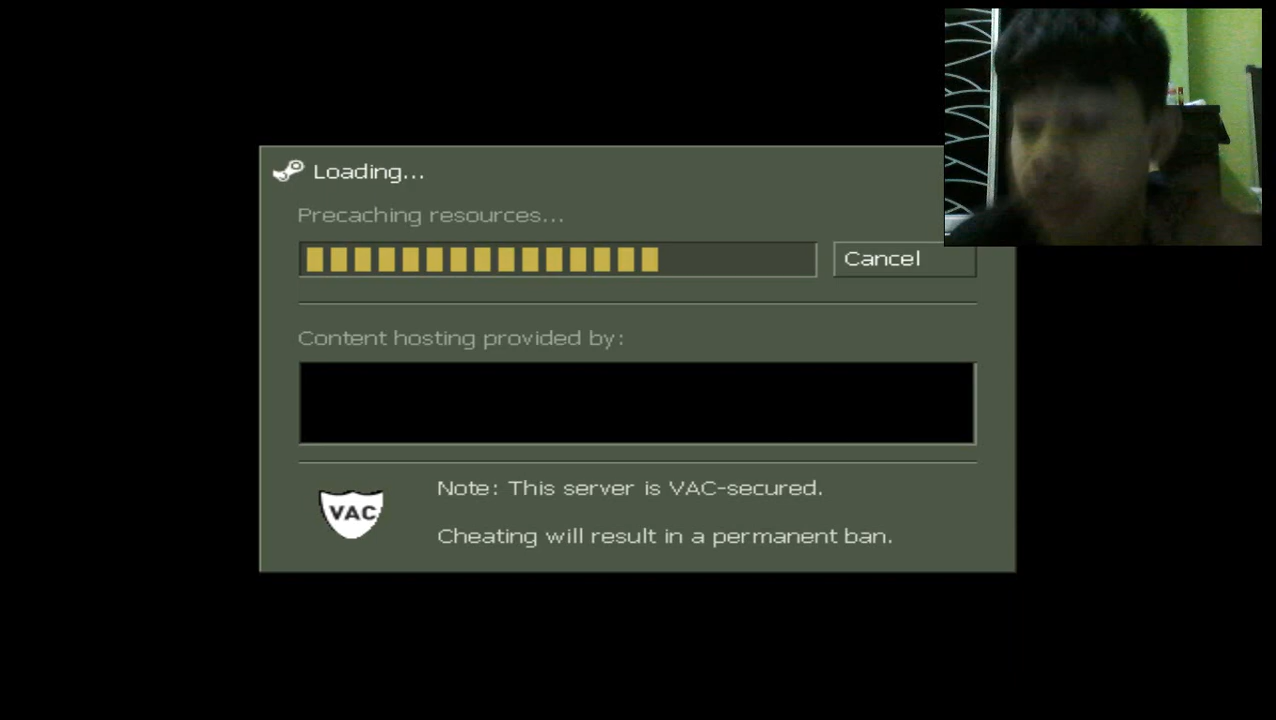 Loading...
Precaching resources...
Cancel
Content hosting provided by:
Note: This server is VAC-secured.
VAC
Cheating will result in a permanent ban.